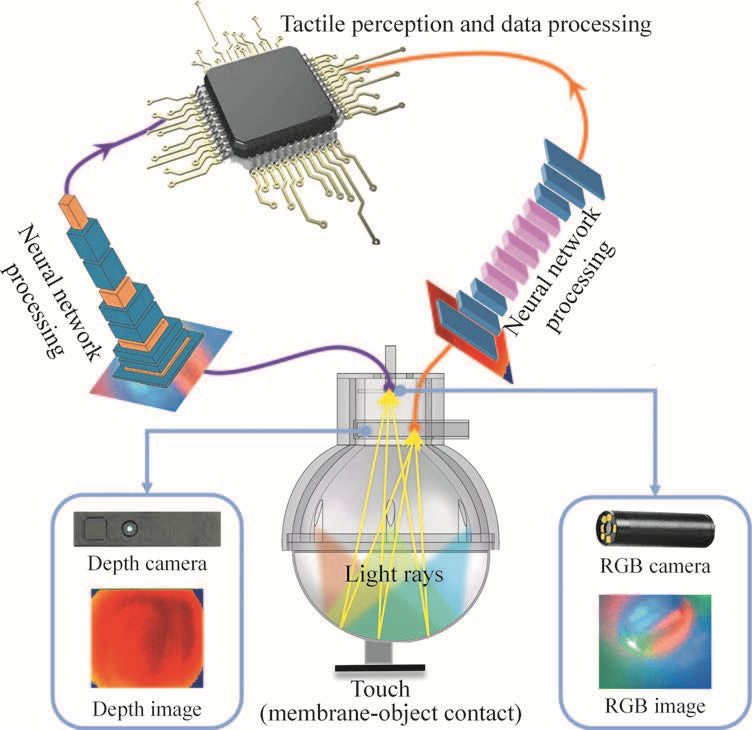 Tactile perception and data processing
Neural network
processing
Neural network
processing
Light rays
Depth camera
Depth image
RGB camera
RGB image
Touch
(membrane-object contact)